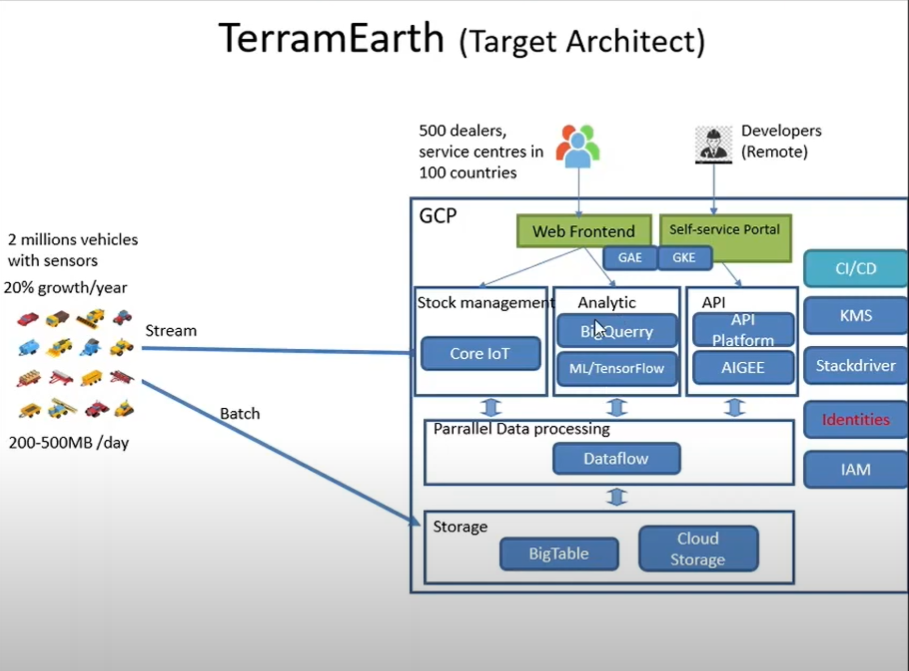 TerramEarth (Target Architect)
500 dealers,
service centres in
100 countries
Developers
(Remote)
GCP
Web Frontend
Self-service Portal
GAE
GKE
2 millions vehicles
with sensors
20% growth/year
Stream
Batch
200-500MB /day
Stock management
Core IoT
Analytic
BigQuerry
ML/TensorFlow
API
API
Platform
AIGEE
Parrallel Data processing
Dataflow
Storage
BigTable
Cloud
Storage
CI/CD
KMS
Stackdriver
Identities
IAM